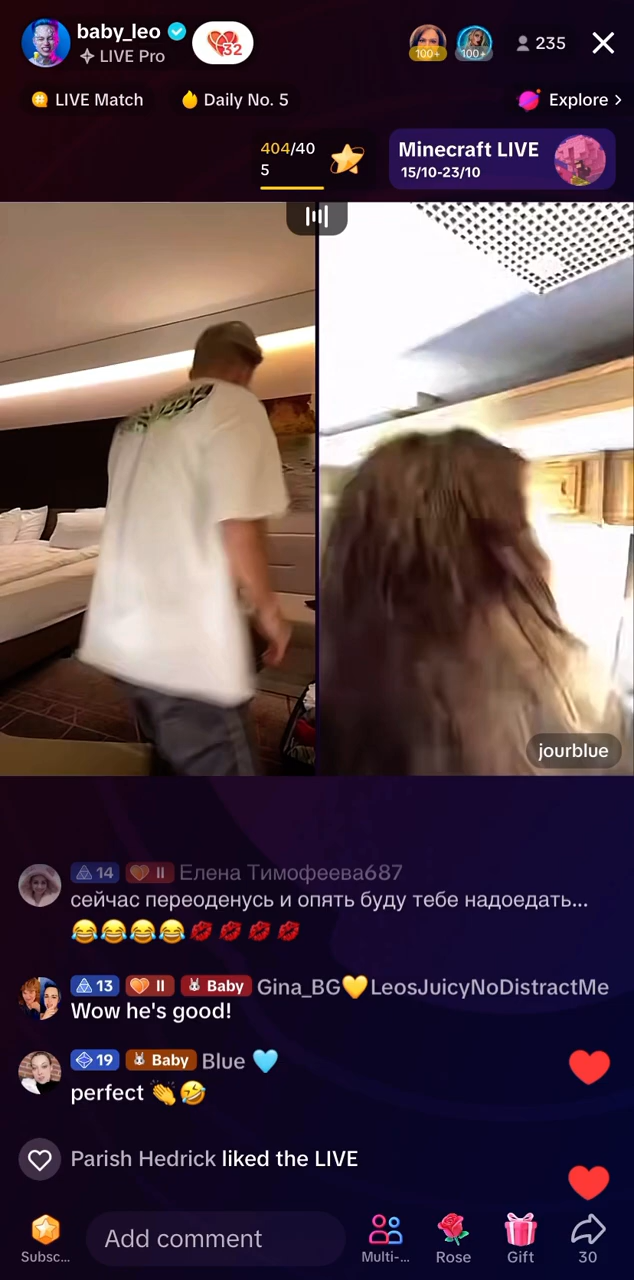 baby_leo
LIVE Pro
32
100+
100+
235
LIVE Match
Daily No. 5
Explore >
404/40
5
Minecraft LIVE
15/10-23/10
jourblue
14 II Елена Тимофеева687
сейчас переоденусь и опять буду тебе надоедать...
😂😂😂😂💋💋💋💋
13 II Baby Gina_BG💛LeosJuicyNoDistractMe
Wow he's good!
19 Baby Blue 🩵
perfect 👏🤣
Parish Hedrick liked the LIVE
Subsc...
Add comment
Multi-...
Rose
Gift
30